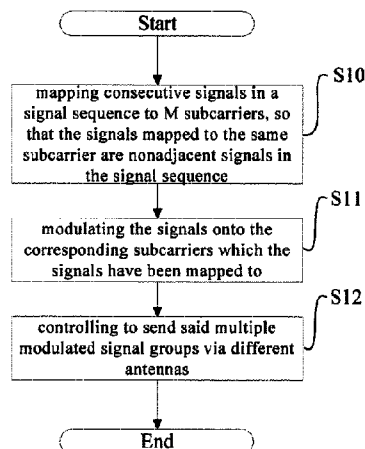 Start
S10
mapping consecutive signals in a
signal sequence to M subcarriers, so
that the signals mapped to the same
subcarrier are nonadjacent signals in
the signal sequence
S11
modulating the signals onto the
corresponding subcarriers which the
signals have been mapped to
S12
controlling to send said multiple
modulated signal groups via different
antennas
End